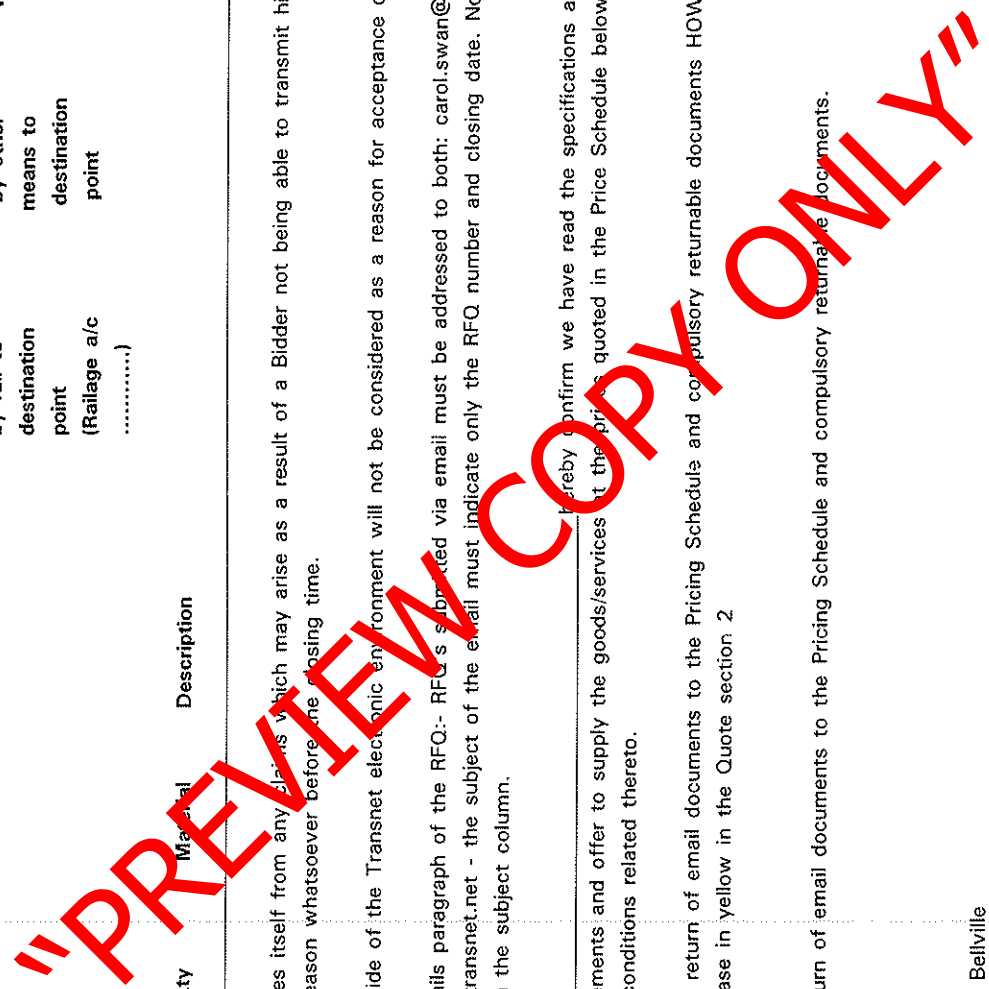 means to
destination
point
destination
point
(Railage a/c
............)
ty Material Description
es itself from any claims which may arise as a result of a Bidder not being able to transmit hi
eason whatsoever before the closing time.
ide of the Transnet electronic environment will not be considered as a reason for acceptance
ails paragraph of the RFQ:- RFQ's submitted via email must be addressed to both: carol.swan@
transnet.net - the subject of the email must indicate only the RFQ number and closing date. No
the subject column.
hereby confirm we have read the specifications a
ments and offer to supply the goods/services at the prices quoted in the Price Schedule below
conditions related thereto.
return of email documents to the Pricing Schedule and compulsory returnable documents HOW
ase in yellow in the Quote section 2
urn of email documents to the Pricing Schedule and compulsory returnable documents.
Bellville
"PREVIEW COPY ONLY"